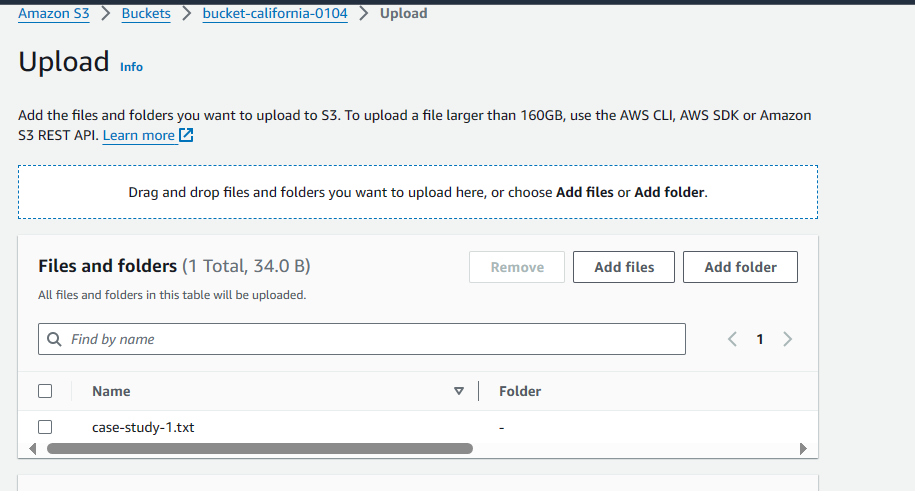 Amazon S3 > Buckets > bucket-california-0104 > Upload
Upload Info
Add the files and folders you want to upload to S3. To upload a file larger than 160GB, use the AWS CLI, AWS SDK or Amazon
S3 REST API. Learn more
Drag and drop files and folders you want to upload here, or choose Add files or Add folder.
Files and folders (1 Total, 34.0 B)
Remove Add files Add folder
All files and folders in this table will be uploaded.
Find by name
< 1 >
Name Folder
case-study-1.txt -